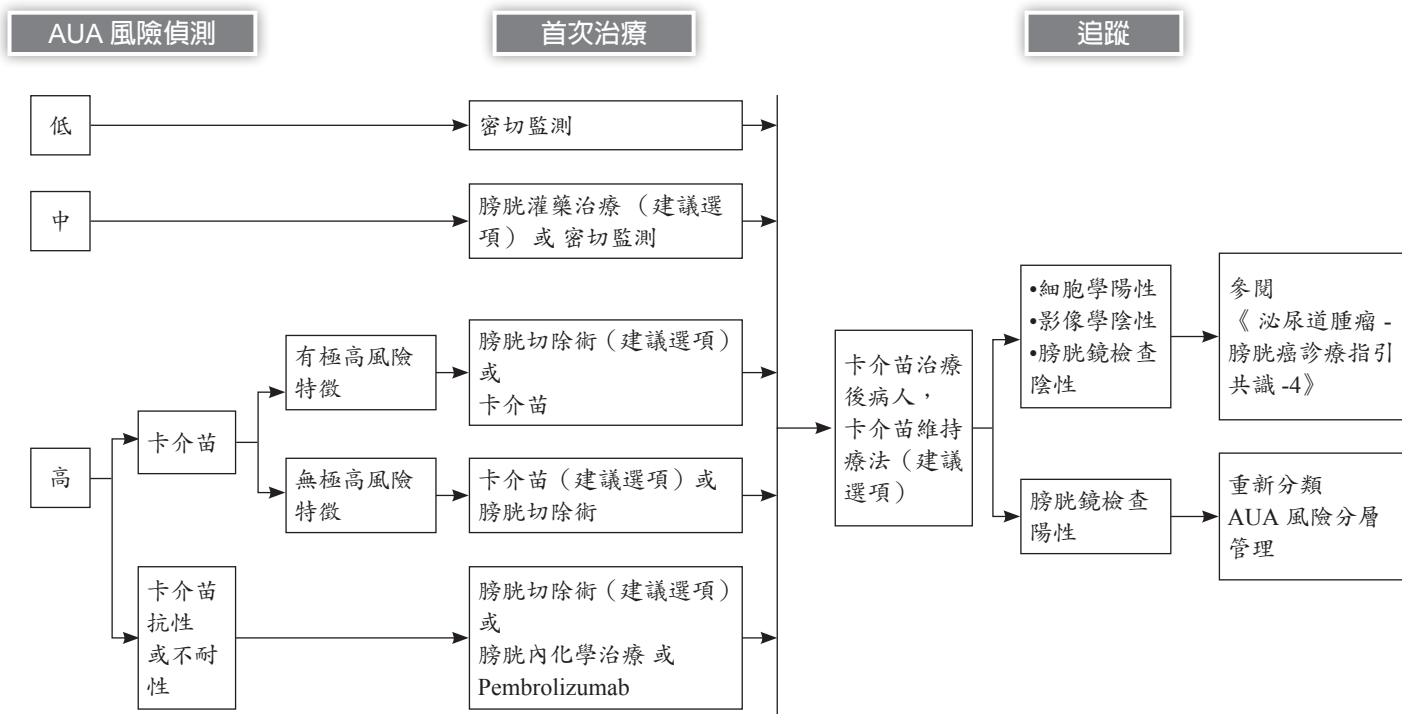 AUA 風險偵測
首次治療
追蹤
低
密切監測
中
膀胱灌藥治療 （建議選
項）或 密切監測
高
卡介苗
有極高風險
特徵
膀胱切除術（建議選項）
或
卡介苗
無極高風險
特徵
卡介苗（建議選項）或
膀胱切除術
卡介苗
抗性
或不耐
性
膀胱切除術（建議選項）
或
膀胱內化學治療 或
Pembrolizumab
卡介苗治療
後病人，
卡介苗維持
療法（建議
選項）
•細胞學陽性
•影像學陰性
•膀胱鏡檢查
陰性
參閱
《 泌尿道腫瘤 -
膀胱癌診療指引
共識 -4》
膀胱鏡檢查
陽性
重新分類
AUA 風險分層
管理